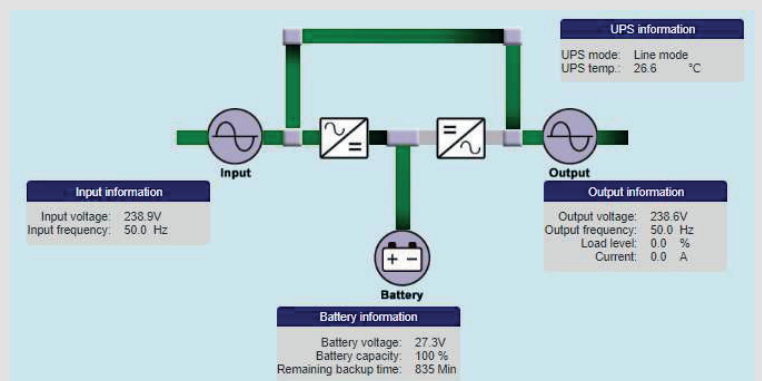 UPS information
UPS mode: Line mode
UPS temp.: 26.6 °C
Input
Output
Input information
Input voltage: 238.9V
Input frequency: 50.0 Hz
Output information
Output voltage: 238.6V
Output frequency: 50.0 Hz
Load level: 0.0 %
Current: 0.0 A
Battery
Battery information
Battery voltage: 27.3V
Battery capacity: 100 %
Remaining backup time: 835 Min